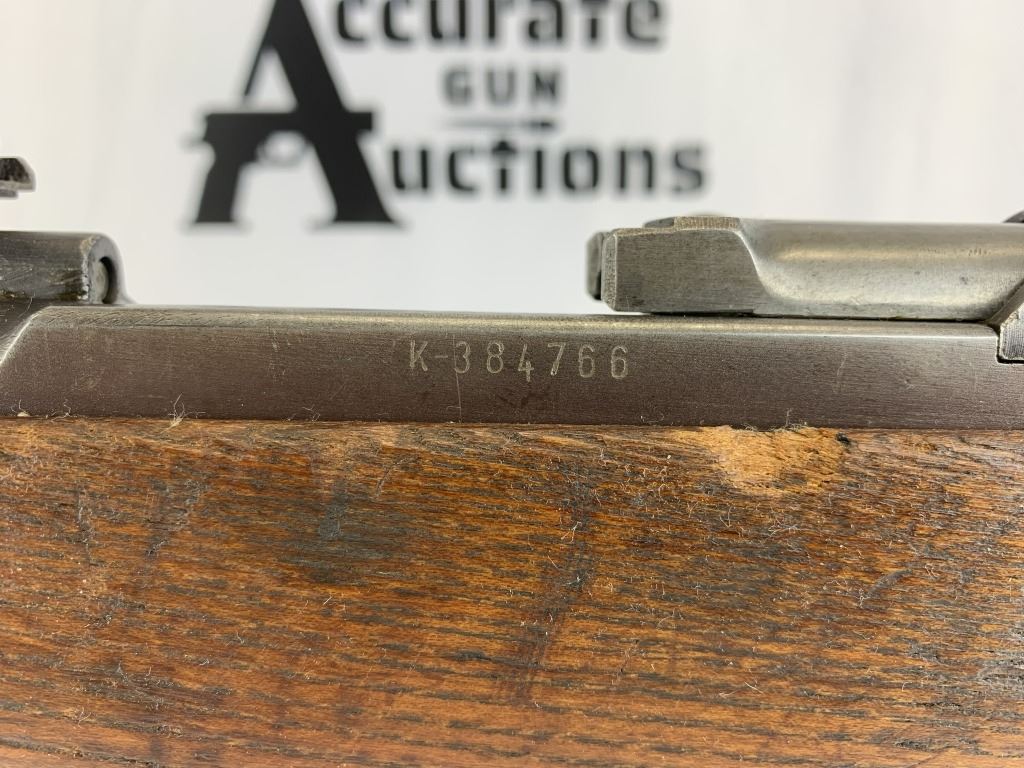 Accurate
GUN
Auctions
K-384766